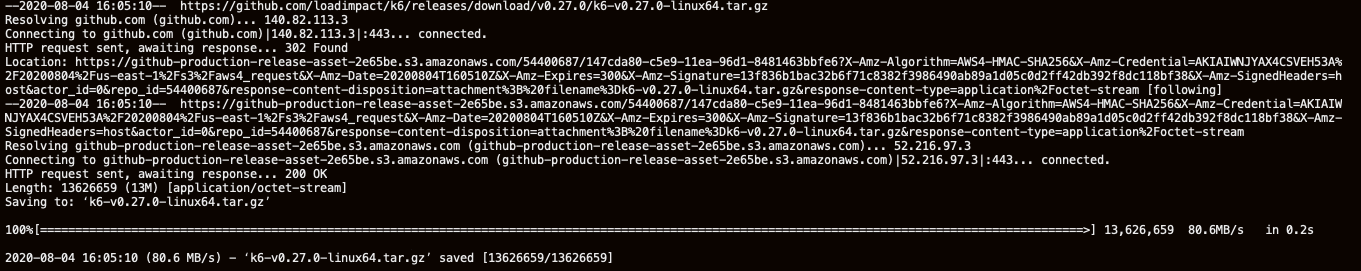 --2020-08-04 16:05:10--  https://github.com/loadimpact/k6/releases/download/v0.27.0/k6-v0.27.0-linux64.tar.gz
Resolving github.com (github.com)... 140.82.113.3
Connecting to github.com (github.com)|140.82.113.3|:443... connected.
HTTP request sent, awaiting response... 302 Found
Location: https://github-production-release-asset-2e65be.s3.amazonaws.com/54400687/147cda80-c5e9-11ea-96d1-8481463bbfe6?X-Amz-Algorithm=AWS4-HMAC-SHA256&X-Amz-Credential=AKIAIWNJYAX4CSVEH53A%
2F20200804%2Fus-east-1%2Fs3%2Faws4_request&X-Amz-Date=20200804T160510Z&X-Amz-Expires=300&X-Amz-Signature=13f836b1bac32b6f71c8382f3986490ab89a1d05c0d2ff42db392f8dc118bf38&X-Amz-SignedHeaders=h
ost&actor_id=0&repo_id=54400687&response-content-disposition=attachment%3B%20filename%3Dk6-v0.27.0-linux64.tar.gz&response-content-type=application%2Foctet-stream [following]
--2020-08-04 16:05:10--  https://github-production-release-asset-2e65be.s3.amazonaws.com/54400687/147cda80-c5e9-11ea-96d1-8481463bbfe6?X-Amz-Algorithm=AWS4-HMAC-SHA256&X-Amz-Credential=AKIAIW
NJYAX4CSVEH53A%2F20200804%2Fus-east-1%2Fs3%2Faws4_request&X-Amz-Date=20200804T160510Z&X-Amz-Expires=300&X-Amz-Signature=13f836b1bac32b6f71c8382f3986490ab89a1d05c0d2ff42db392f8dc118bf38&X-Amz-
SignedHeaders=host&actor_id=0&repo_id=54400687&response-content-disposition=attachment%3B%20filename%3Dk6-v0.27.0-linux64.tar.gz&response-content-type=application%2Foctet-stream
Resolving github-production-release-asset-2e65be.s3.amazonaws.com (github-production-release-asset-2e65be.s3.amazonaws.com)... 52.216.97.3
Connecting to github-production-release-asset-2e65be.s3.amazonaws.com (github-production-release-asset-2e65be.s3.amazonaws.com)|52.216.97.3|:443... connected.
HTTP request sent, awaiting response... 200 OK
Length: 13626659 (13M) [application/octet-stream]
Saving to: ‘k6-v0.27.0-linux64.tar.gz’
100%[=====================================================================================================================================================>] 13,626,659  80.6MB/s   in 0.2s
2020-08-04 16:05:10 (80.6 MB/s) - ‘k6-v0.27.0-linux64.tar.gz’ saved [13626659/13626659]